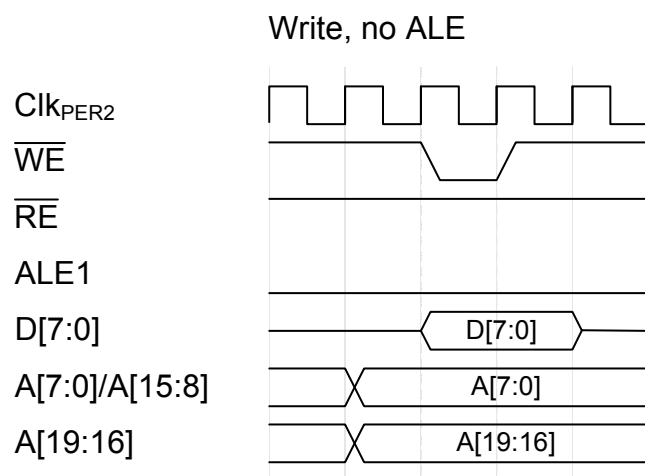 Write, no ALE
ClkPER2
WE
RE
ALE1
D[7:0] D[7:0]
A[7:0]/A[15:8] A[7:0]
A[19:16] A[19:16]